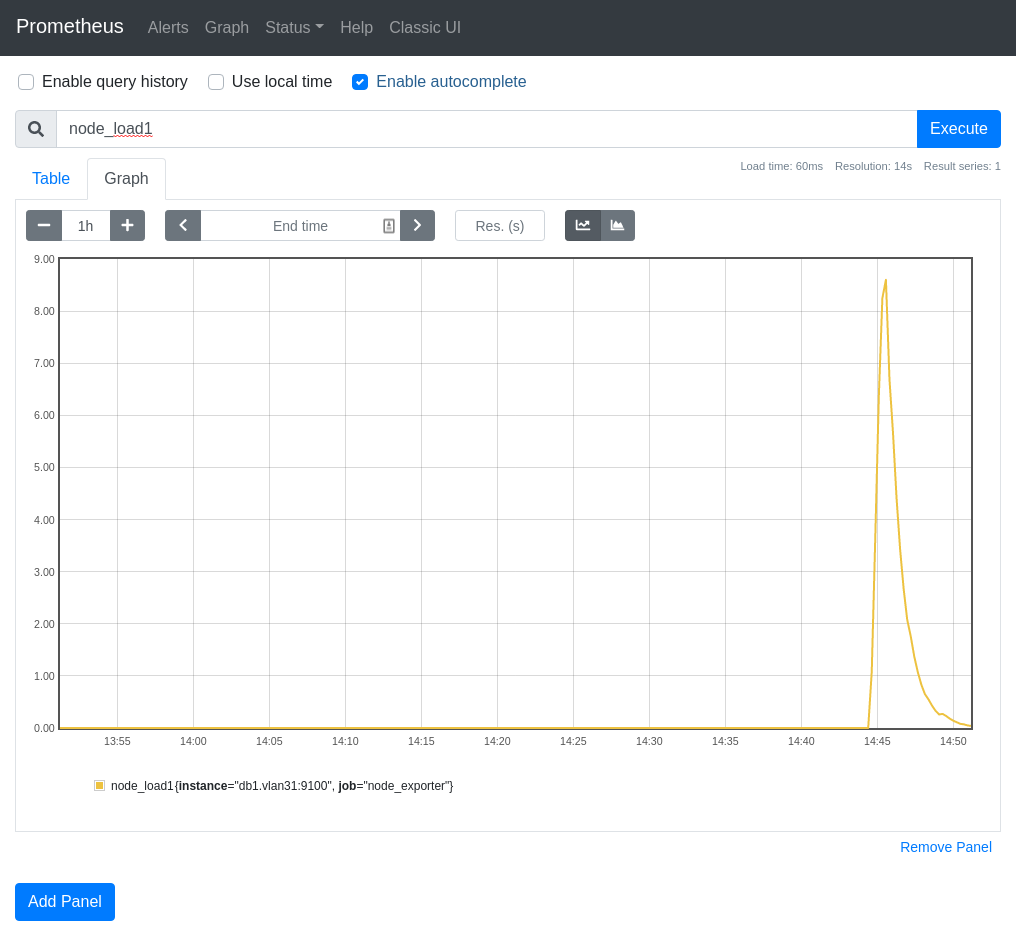 Prometheus Alerts Graph Status Help Classic UI
Enable query history Use local time Enable autocomplete
node_load1 Execute
Table Graph Load time: 60ms Resolution: 14s Result series: 1
1h End time Res. (s)
9.00
8.00
7.00
6.00
5.00
4.00
3.00
2.00
1.00
0.00
13:55 14:00 14:05 14:10 14:15 14:20 14:25 14:30 14:35 14:40 14:45 14:50
node_load1{instance="db1.vlan31:9100", job="node_exporter"}
Remove Panel
Add Panel